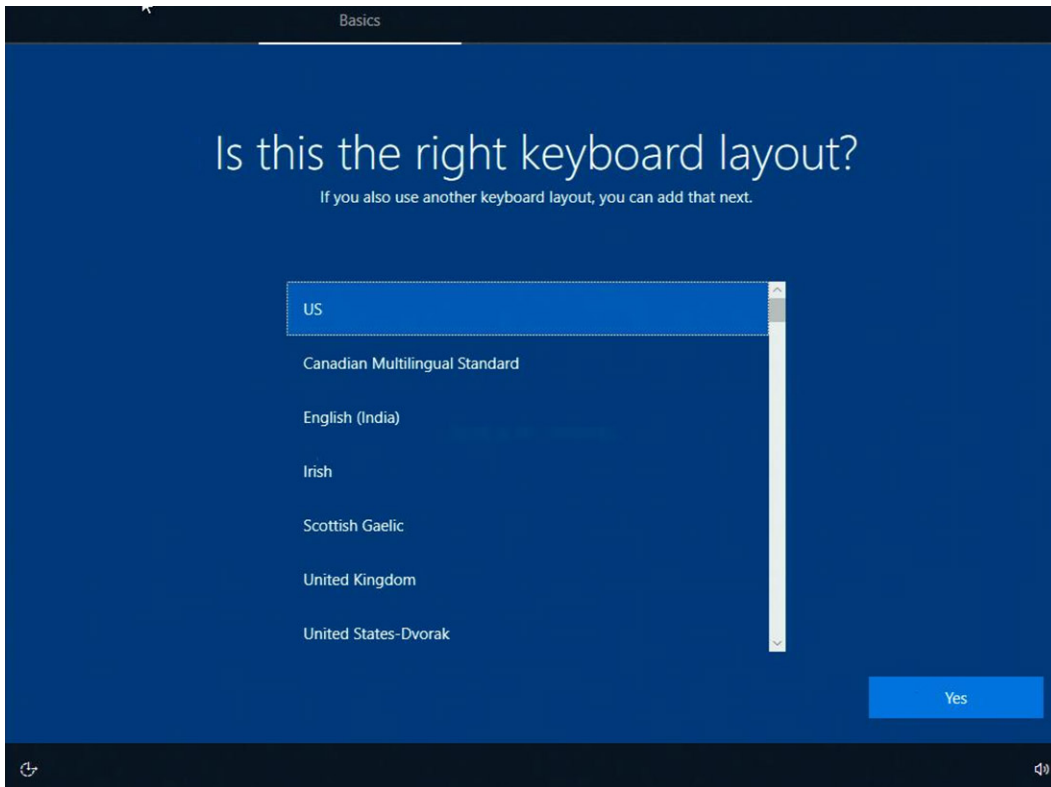 Basics
Is this the right keyboard layout?
If you also use another keyboard layout, you can add that next.
US
Canadian Multilingual Standard
English (India)
Irish
Scottish Gaelic
United Kingdom
United States-Dvorak
Yes